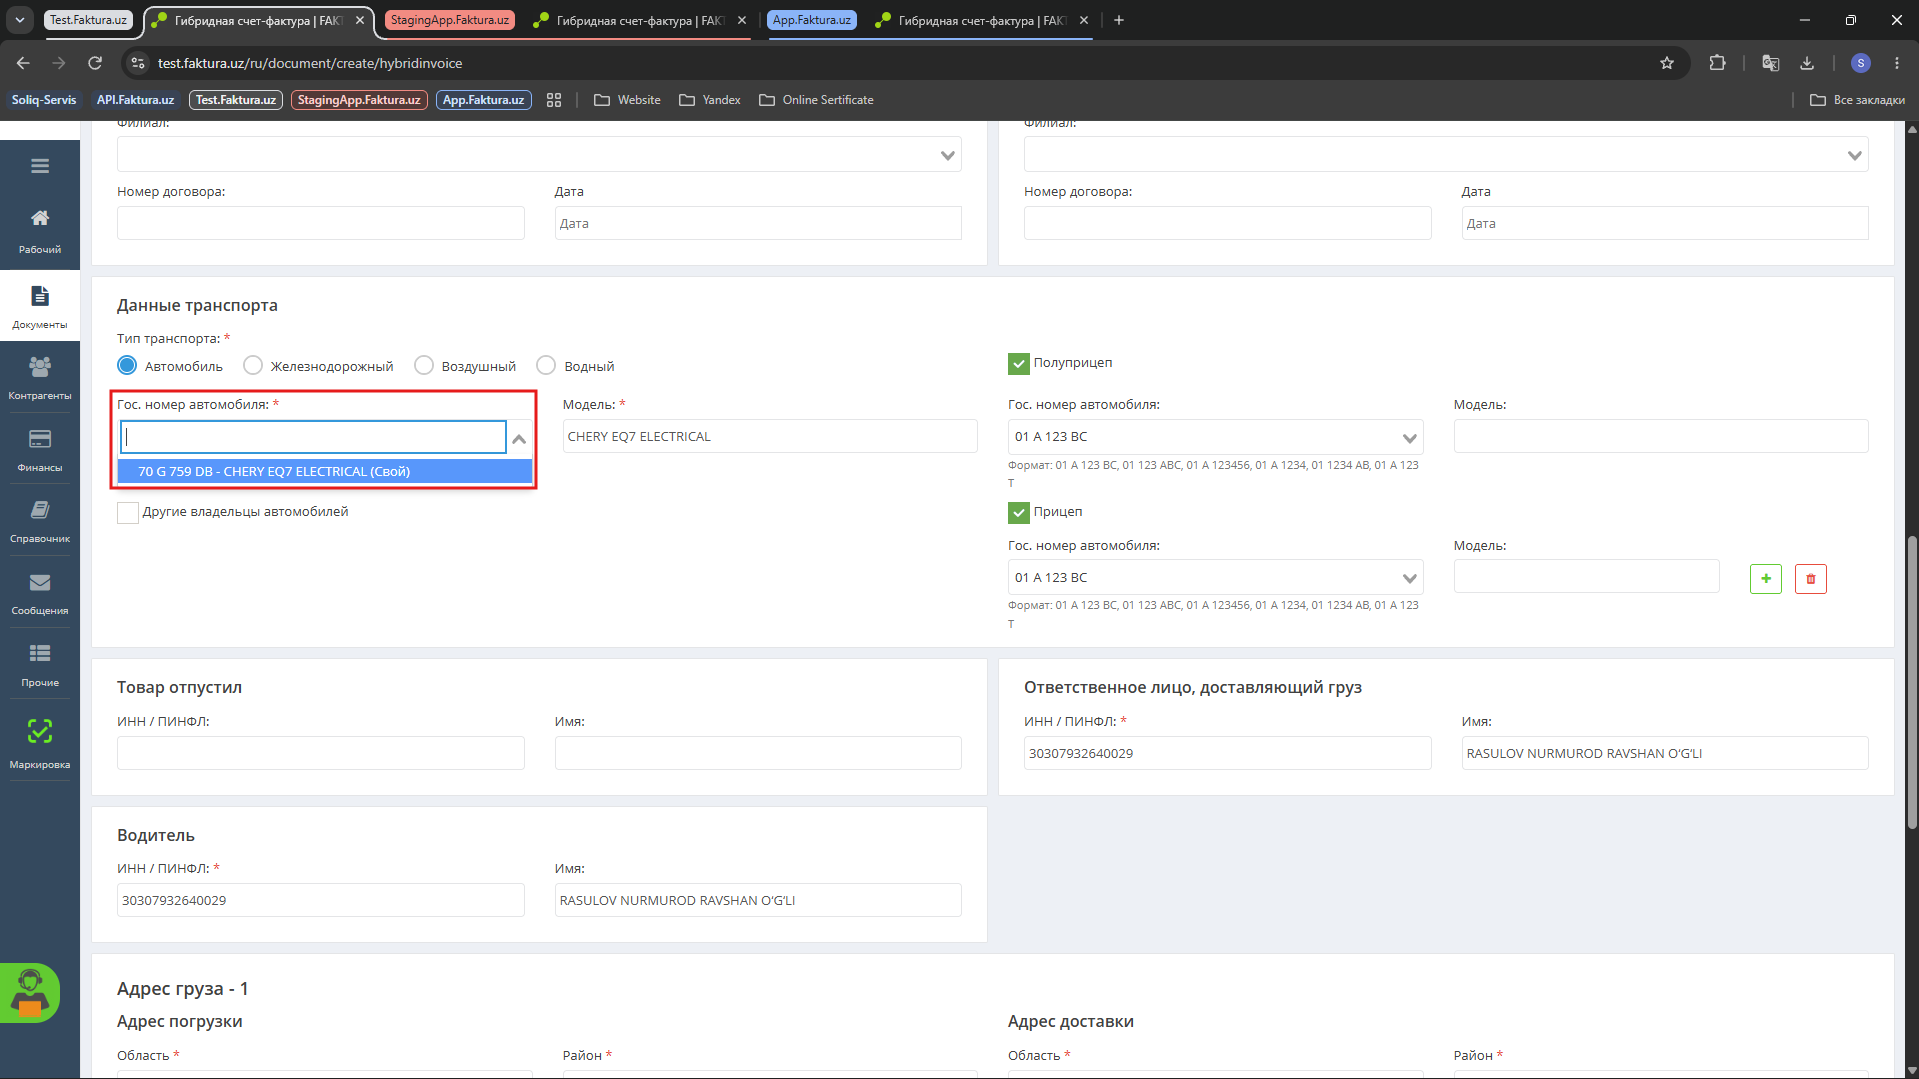 Test.Faktura.uz
Гибридная счет-фактура | FAK
StagingApp.Faktura.uz
Гибридная счет-фактура | FAK
App.Faktura.uz
Гибридная счет-фактура | FAK
test.faktura.uz/ru/document/create/hybridinvoice
S
Soliq-Servis
API.Faktura.uz
Test.Faktura.uz
StagingApp.Faktura.uz
App.Faktura.uz
Website
Yandex
Online Sertificate
Все закладки
Рабочий
Документы
Контрагенты
Финансы
Справочник
Сообщения
Прочие
Маркировка
Филиал:
Филиал:
Номер договора:
Дата
Номер договора:
Дата
Дата
Дата
Данные транспорта
Тип транспорта: *
Автомобиль
Железнодорожный
Воздушный
Водный
Полуприцеп
Гос. номер автомобиля: *
Модель: *
Гос. номер автомобиля:
Модель:
CHERY EQ7 ELECTRICAL
01 A 123 BC
70 G 759 DB - CHERY EQ7 ELECTRICAL (Свой)
Формат: 01 A 123 BC, 01 123 ABC, 01 A 123456, 01 A 1234, 01 1234 AB, 01 A 123
T
Другие владельцы автомобилей
Прицеп
Гос. номер автомобиля:
Модель:
01 A 123 BC
Формат: 01 A 123 BC, 01 123 ABC, 01 A 123456, 01 A 1234, 01 1234 AB, 01 A 123
T
Товар отпустил
Ответственное лицо, доставляющий груз
ИНН / ПИНФЛ:
Имя:
ИНН / ПИНФЛ: *
Имя:
30307932640029
RASULOV NURMUROD RAVSHAN O‘G‘LI
Водитель
ИНН / ПИНФЛ: *
Имя:
30307932640029
RASULOV NURMUROD RAVSHAN O‘G‘LI
Адрес груза - 1
Адрес погрузки
Адрес доставки
Область *
Район *
Область *
Район *